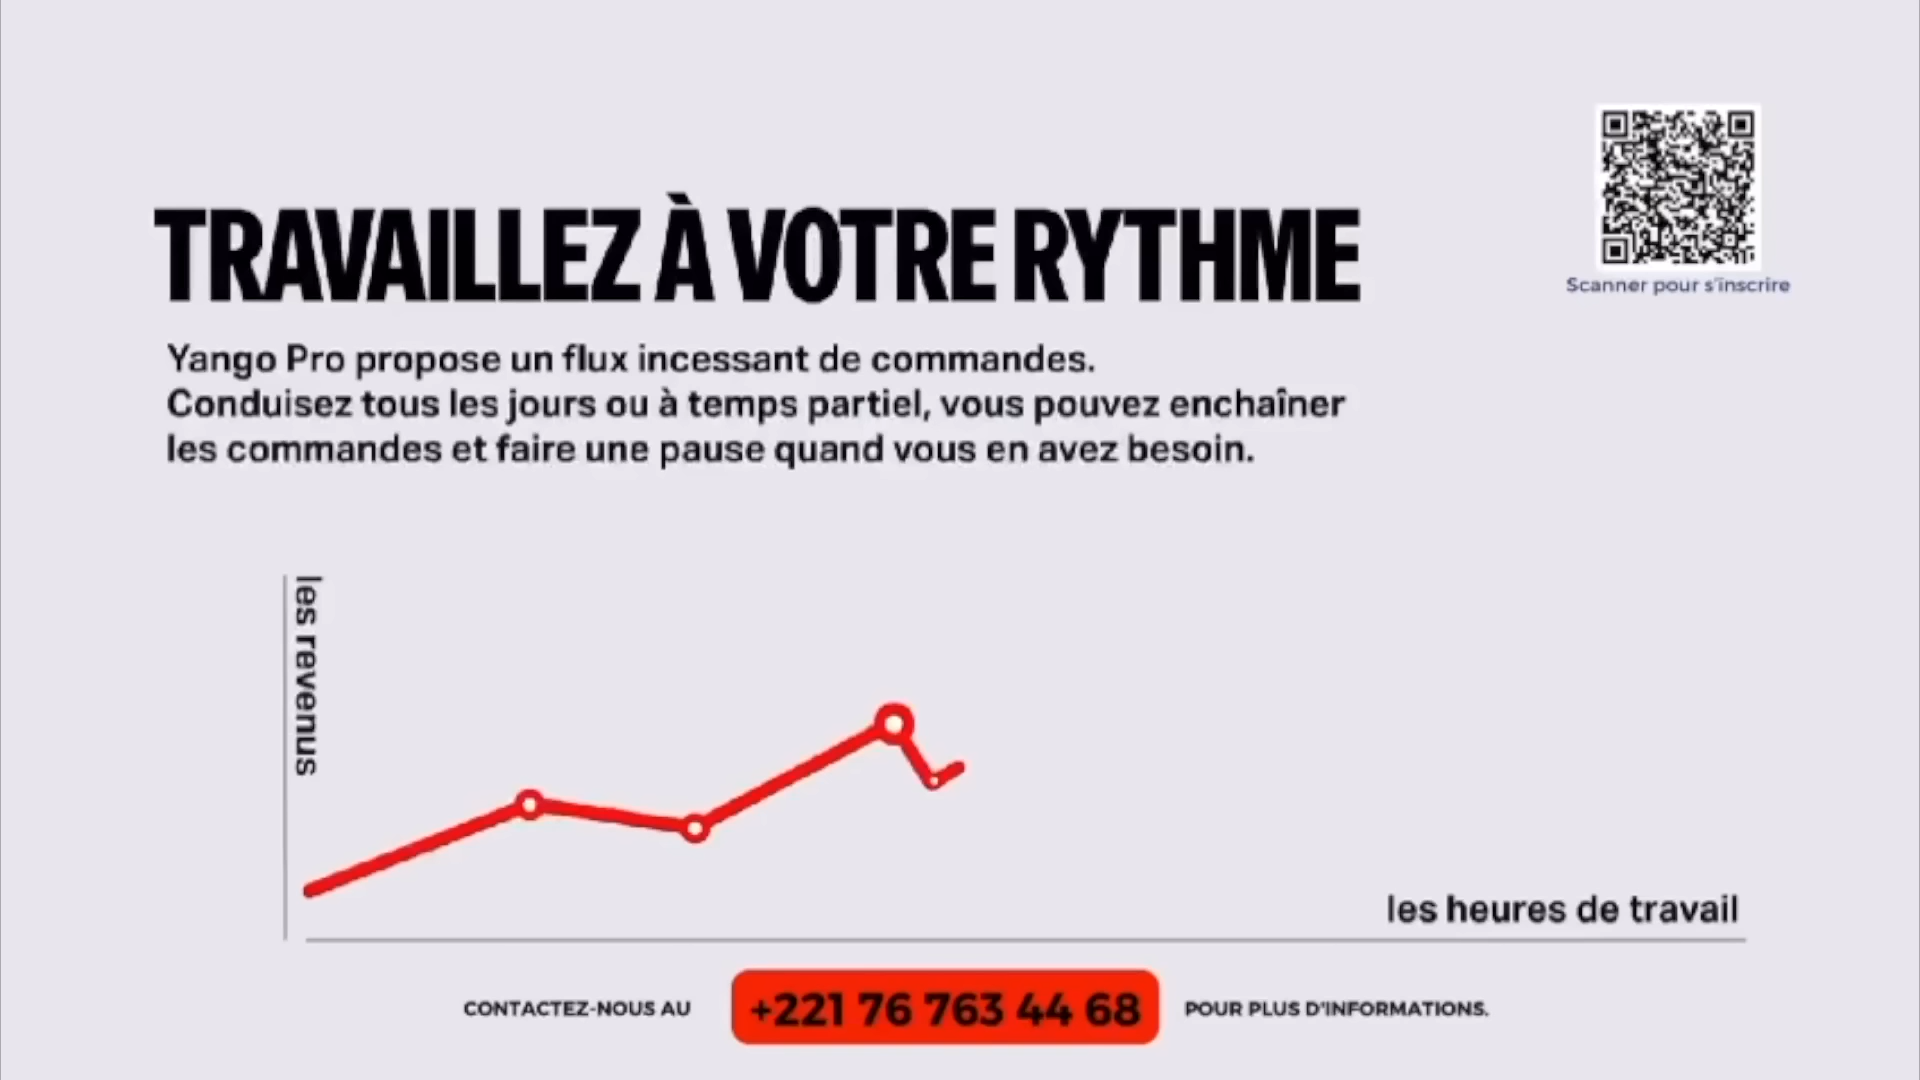 TRAVAILLEZ À VOTRE RYTHME
Scanner pour s'inscrire
Yango Pro propose un flux incessant de commandes.
Conduisez tous les jours ou à temps partiel, vous pouvez enchaîner
les commandes et faire une pause quand vous en avez besoin.
les revenus
les heures de travail
CONTACTEZ-NOUS AU +221 76 763 44 68 POUR PLUS D'INFORMATIONS.